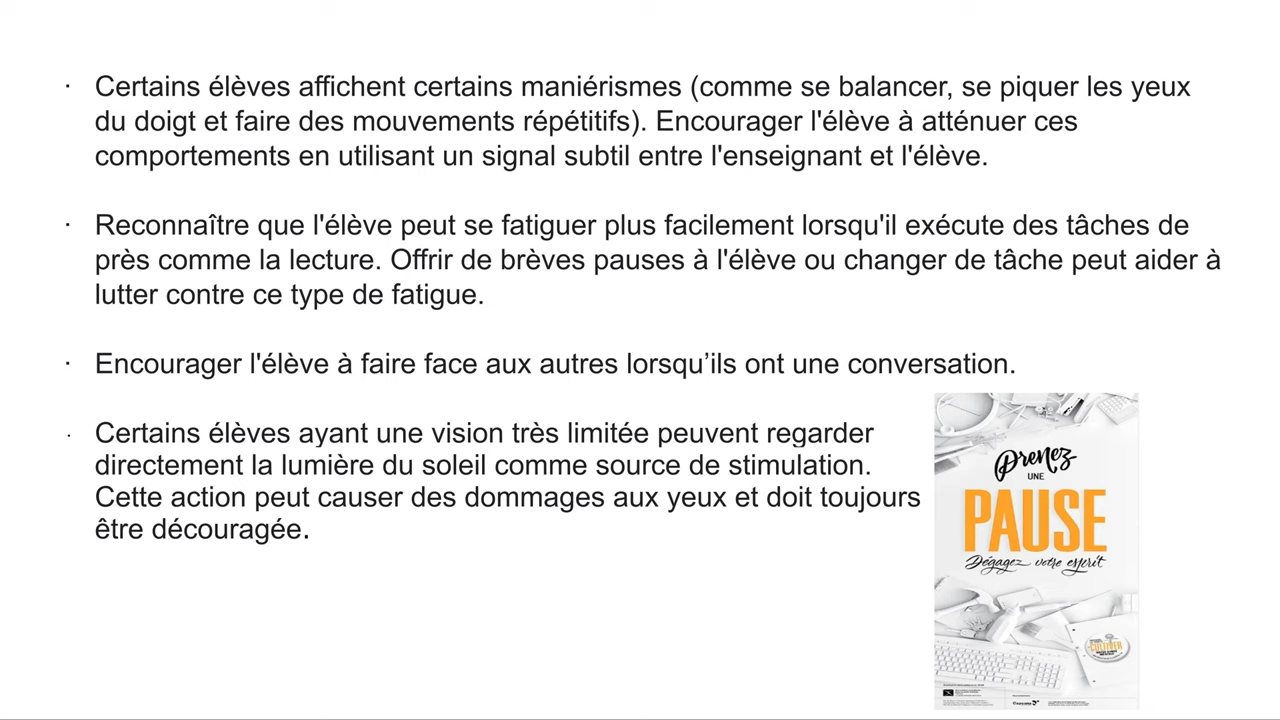 · Certains élèves affichent certains maniérismes (comme se balancer, se piquer les yeux
du doigt et faire des mouvements répétitifs). Encourager l'élève à atténuer ces
comportements en utilisant un signal subtil entre l'enseignant et l'élève.
· Reconnaître que l'élève peut se fatiguer plus facilement lorsqu'il exécute des tâches de
près comme la lecture. Offrir de brèves pauses à l'élève ou changer de tâche peut aider à
lutter contre ce type de fatigue.
· Encourager l'élève à faire face aux autres lorsqu’ils ont une conversation.
· Certains élèves ayant une vision très limitée peuvent regarder
directement la lumière du soleil comme source de stimulation.
Cette action peut causer des dommages aux yeux et doit toujours
être découragée.
Prenez
UNE
PAUSE
Dégagez votre esprit
CULTIVER